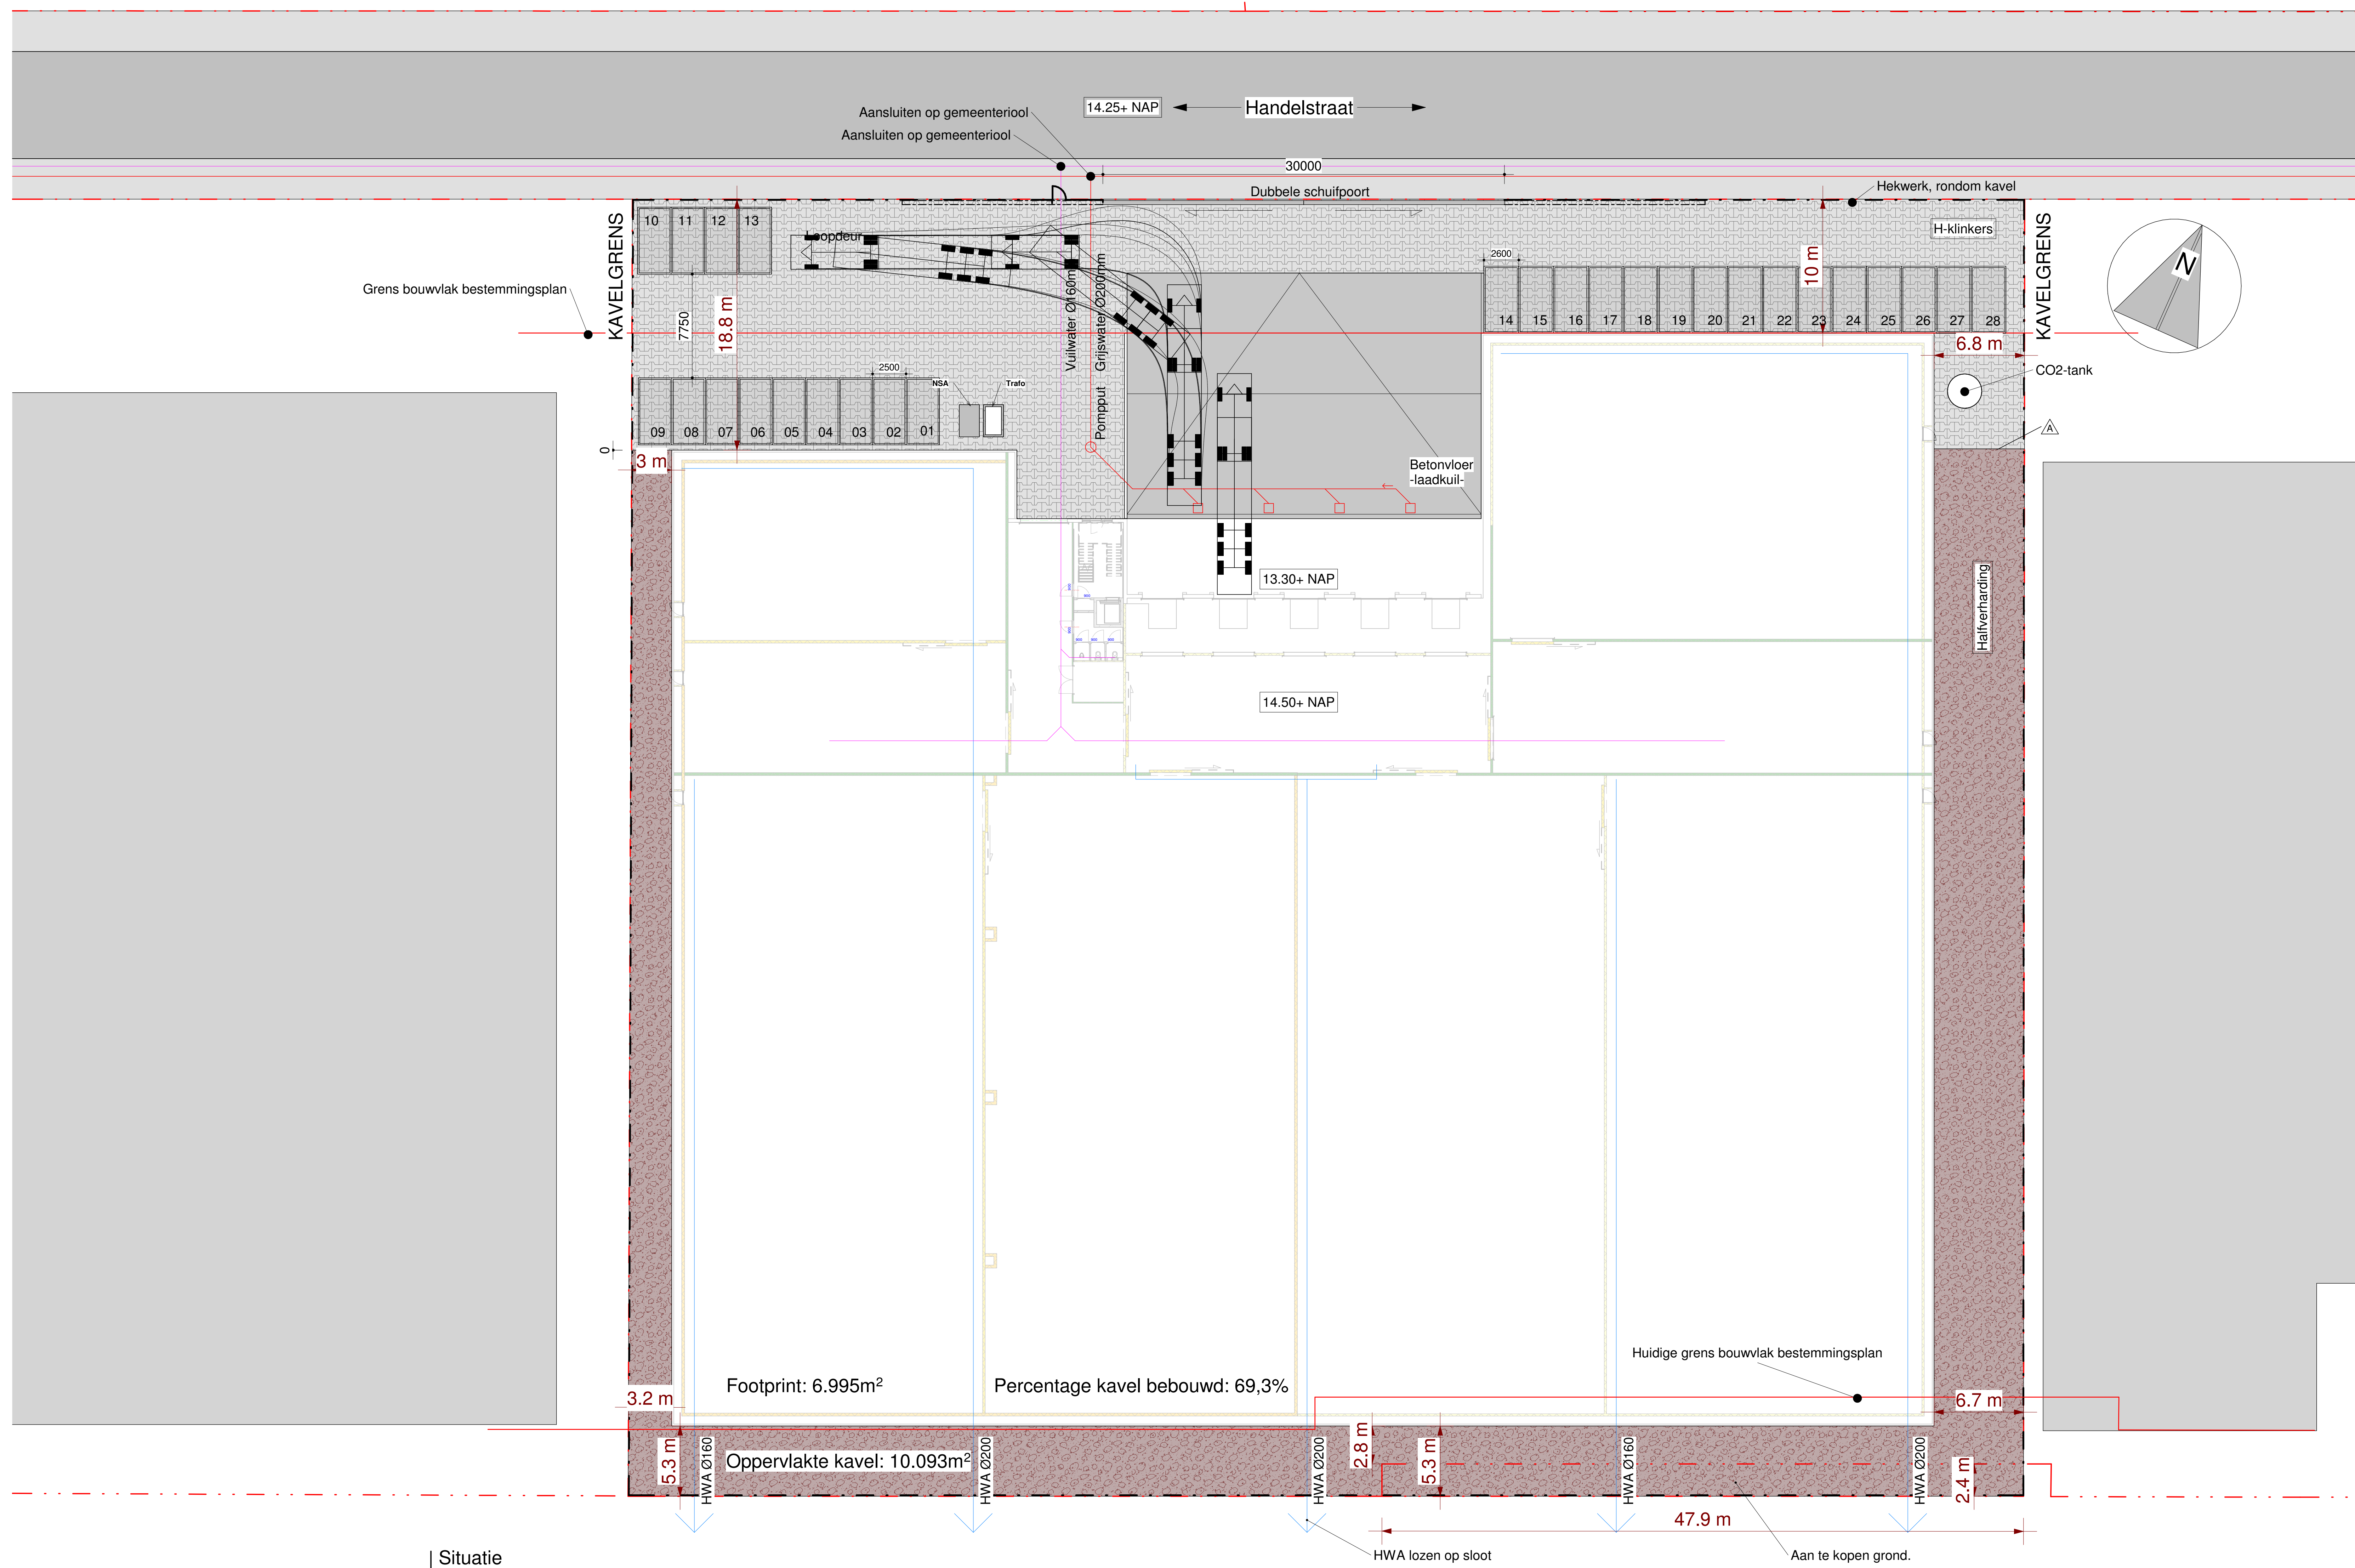 14.25+ NAP
Handelstraat
Aansluiten op gemeenteriool
Aansluiten op gemeenteriool
30000
Dubbele schuifpoort
Hekwerk, rondom kavel
KAVELGRENS
10 11 12 13
Loopdeur
H-klinkers
KAVELGRENS
N
Grens bouwvlak bestemmingsplan
7750
18.8 m
Vuilwater Ø160m
Grijswater Ø200mm
2600
10 m
14 15 16 17 18 19 20 21 22 23 24 25 26 27 28
6.8 m
CO2-tank
2500
NSA
Trafo
Pompput
09 08 07 06 05 04 03 02 01
A
0
3 m
Betonvloer
-laadkuil-
13.30+ NAP
Halfverharding
14.50+ NAP
Huidige grens bouwvlak bestemmingsplan
Footprint: 6.995m²
Percentage kavel bebouwd: 69,3%
3.2 m
6.7 m
5.3 m
HWA Ø160
Oppervlakte kavel: 10.093m²
HWA Ø200
HWA Ø200
2.8 m
5.3 m
HWA Ø160
HWA Ø200
2.4 m
47.9 m
HWA lozen op sloot
Aan te kopen grond.
| Situatie